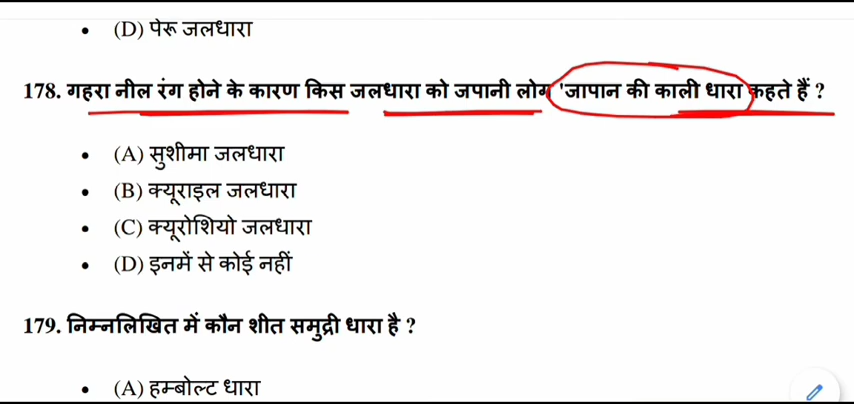 (D) पेरू जलधारा
178. गहरा नील रंग होने के कारण किस जलधारा को जपानी लोग 'जापान की काली धारा कहते हैं ?
(A) सुशीमा जलधारा
(B) क्यूराइल जलधारा
(C) क्यूरोशियो जलधारा
(D) इनमें से कोई नहीं
179. निम्नलिखित में कौन शीत समुद्री धारा है ?
(A) हम्बोल्ट धारा